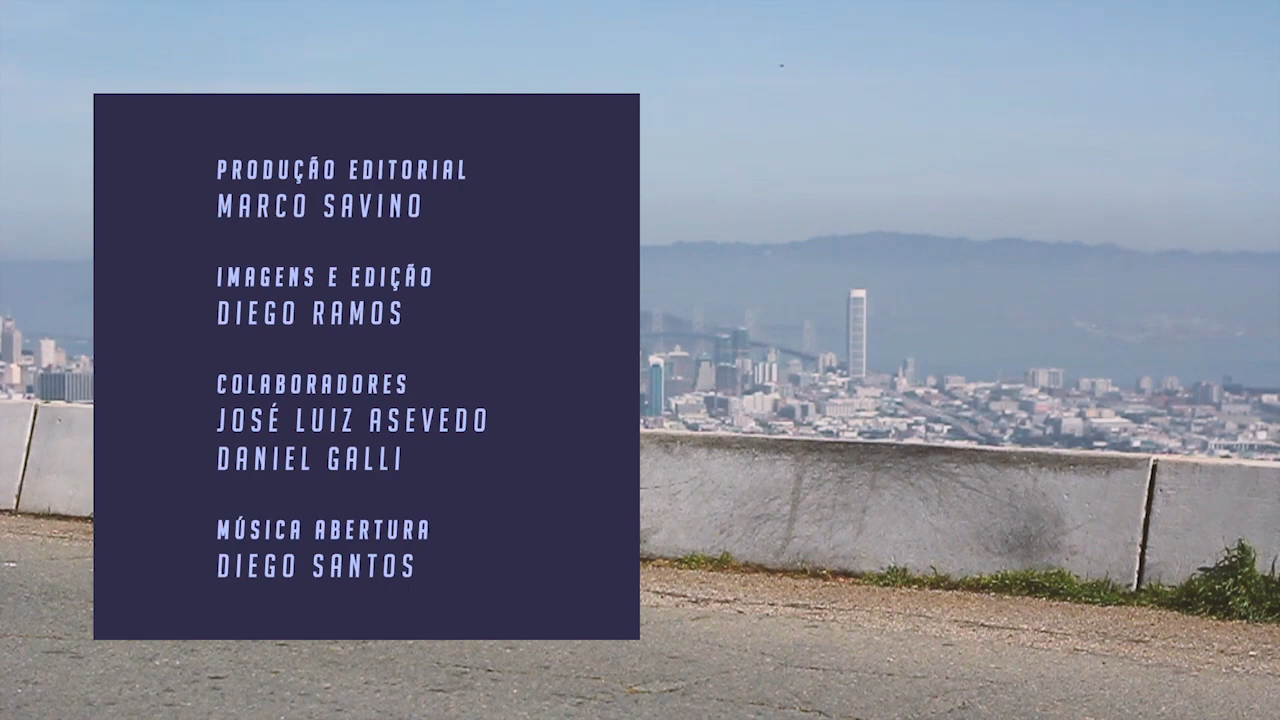 PRODUÇÃO EDITORIAL
MARCO SAVINO
IMAGENS E EDIÇÃO
DIEGO RAMOS
COLABORADORES
JOSÉ LUIZ ASEVEDO
DANIEL GALLI
MÚSICA ABERTURA
DIEGO SANTOS